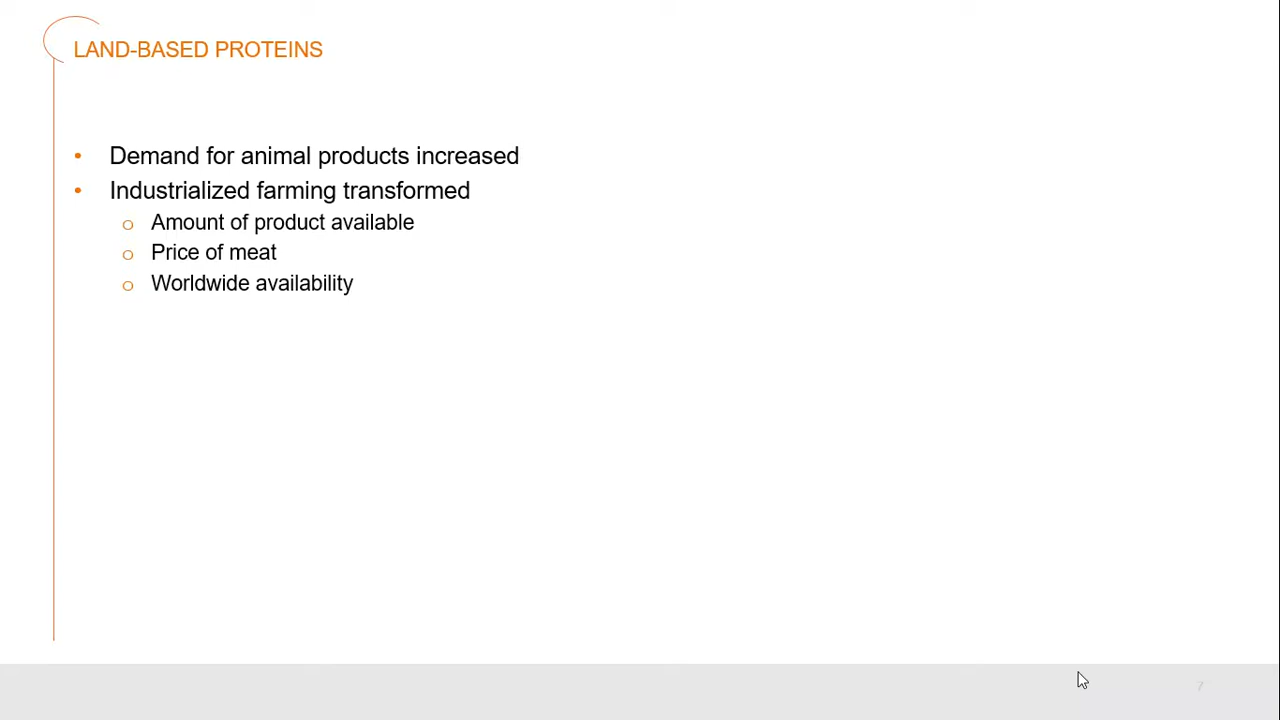 LAND-BASED PROTEINS
• Demand for animal products increased
• Industrialized farming transformed
o Amount of product available
o Price of meat
o Worldwide availability
7